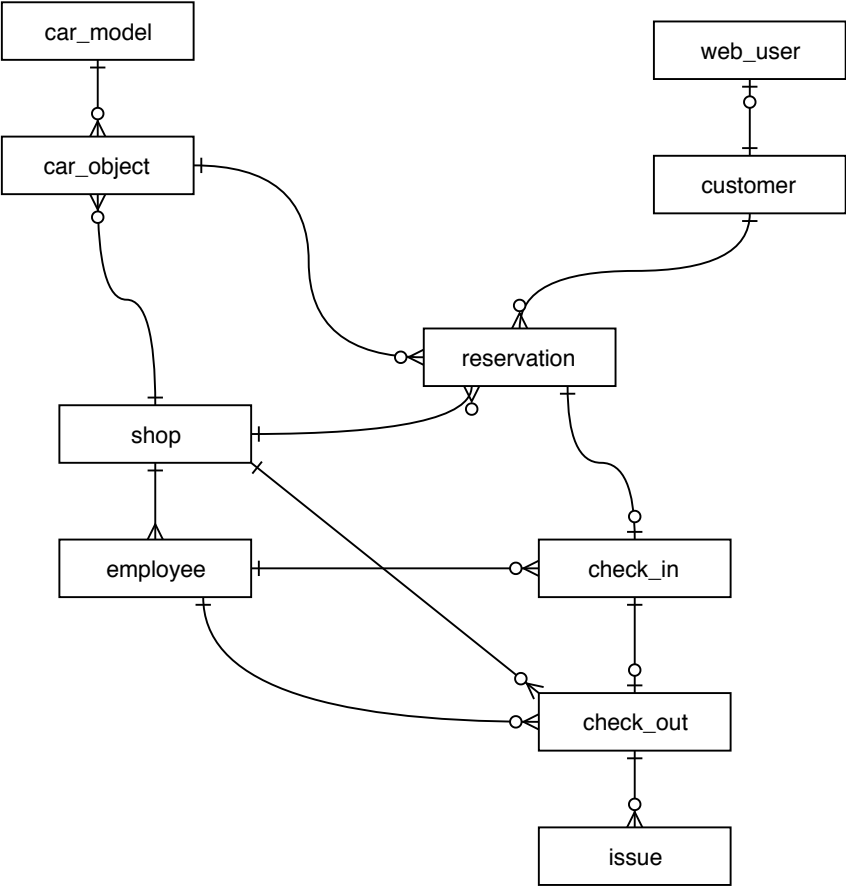 car_model
web_user
car_object
customer
reservation
shop
employee
check_in
check_out
issue